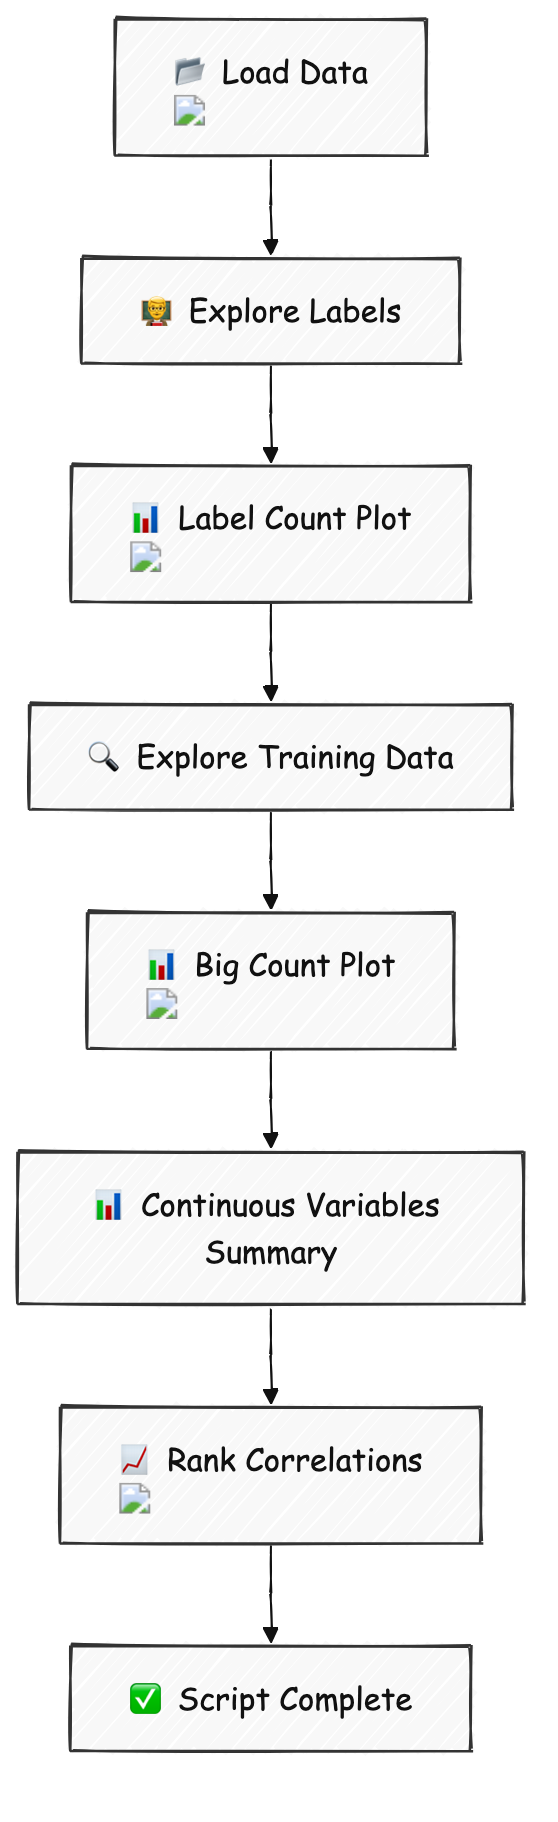 Load Data
Explore Labels
Label Count Plot
Explore Training Data
Big Count Plot
Continuous Variables
Summary
Rank Correlations
Script Complete